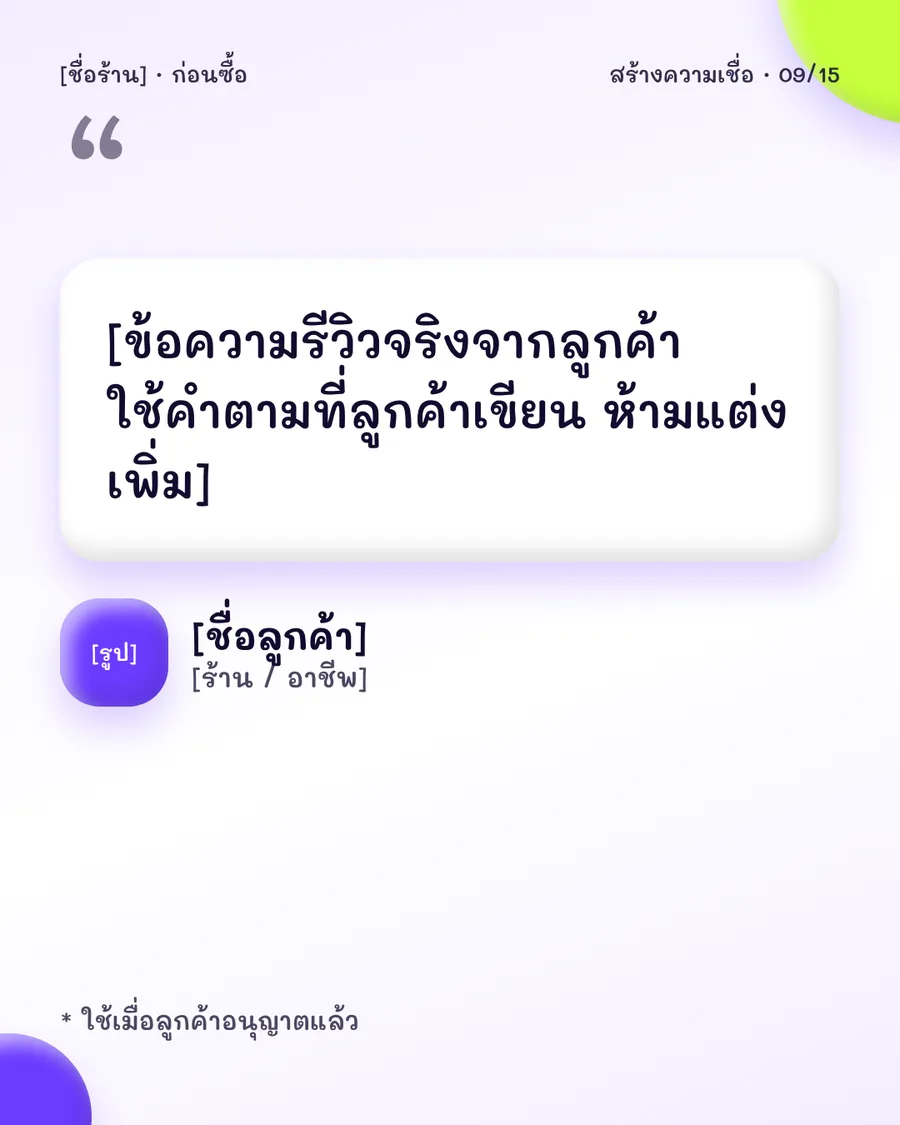 [ชื่อร้าน] · ก่อนซื้อ
สร้างความเชื่อ · 09/15
“
[ข้อความรีวิวจริงจากลูกค้า
ใช้คำตามที่ลูกค้าเขียน ห้ามแต่ง
เพิ่ม]
[รูป]
[ชื่อลูกค้า]
[ร้าน / อาชีพ]
* ใช้เมื่อลูกค้าอนุญาตแล้ว